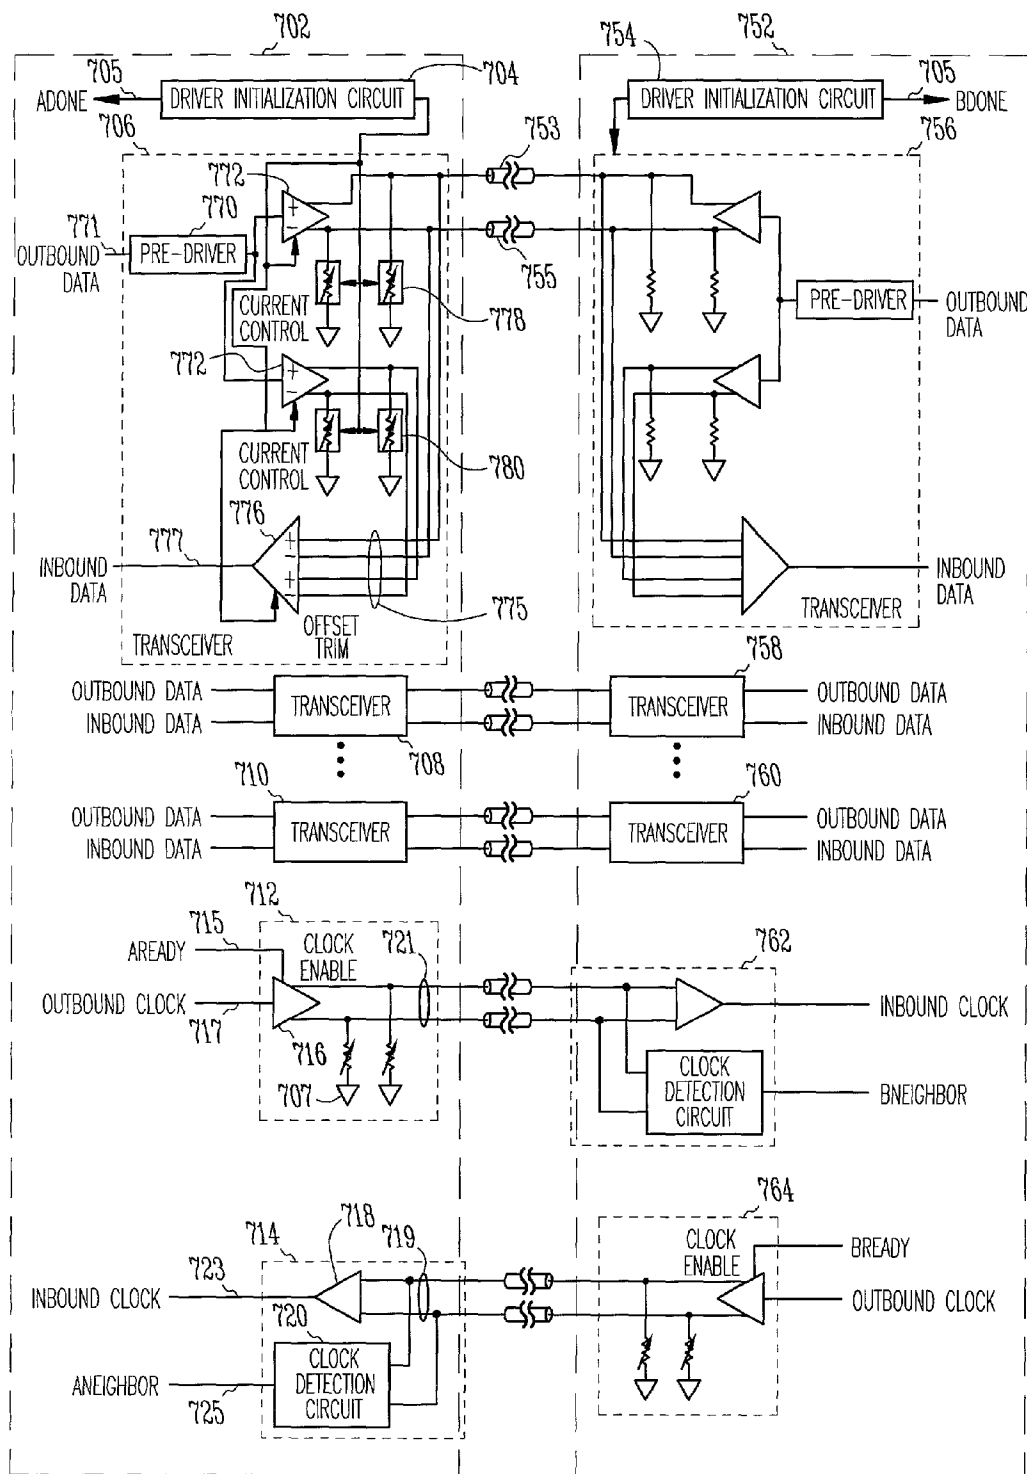 702
752
754
705
704
705
ADONE
DRIVER INITIALIZATION CIRCUIT
DRIVER INITIALIZATION CIRCUIT
BDONE
706
753
756
772
770
771
OUTBOUND
DATA
PRE-DRIVER
+
−
755
PRE-DRIVER
OUTBOUND
DATA
CURRENT
CONTROL
778
772
+
−
CURRENT
CONTROL
780
776
777
+
−
+
−
INBOUND
DATA
775
INBOUND
DATA
TRANSCEIVER
OFFSET
TRIM
TRANSCEIVER
758
OUTBOUND DATA
INBOUND DATA
TRANSCEIVER
TRANSCEIVER
OUTBOUND DATA
INBOUND DATA
708
710
760
OUTBOUND DATA
INBOUND DATA
TRANSCEIVER
TRANSCEIVER
OUTBOUND DATA
INBOUND DATA
712
715
721
762
AREADY
CLOCK
ENABLE
OUTBOUND CLOCK
INBOUND CLOCK
717
716
707
CLOCK
DETECTION
CIRCUIT
BNEIGHBOR
764
718
714
719
723
CLOCK
ENABLE
BREADY
INBOUND CLOCK
OUTBOUND CLOCK
720
CLOCK
DETECTION
CIRCUIT
ANEIGHBOR
725